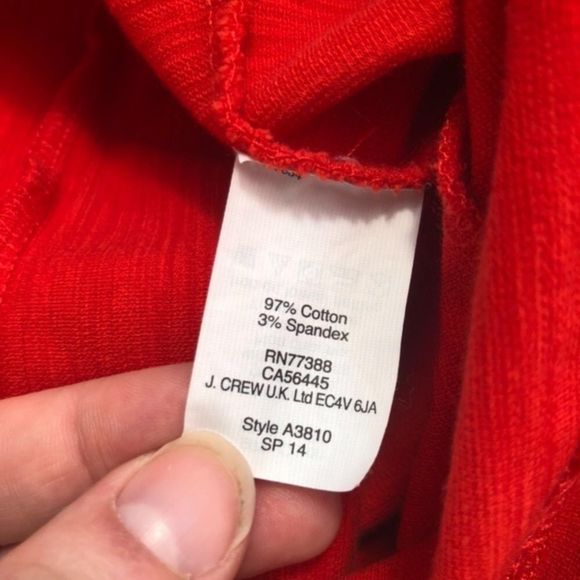 97% Cotton
3% Spandex
RN77388
CA56445
J. CREW U.K. Ltd EC4V 6JA
Style A3810
SP 14